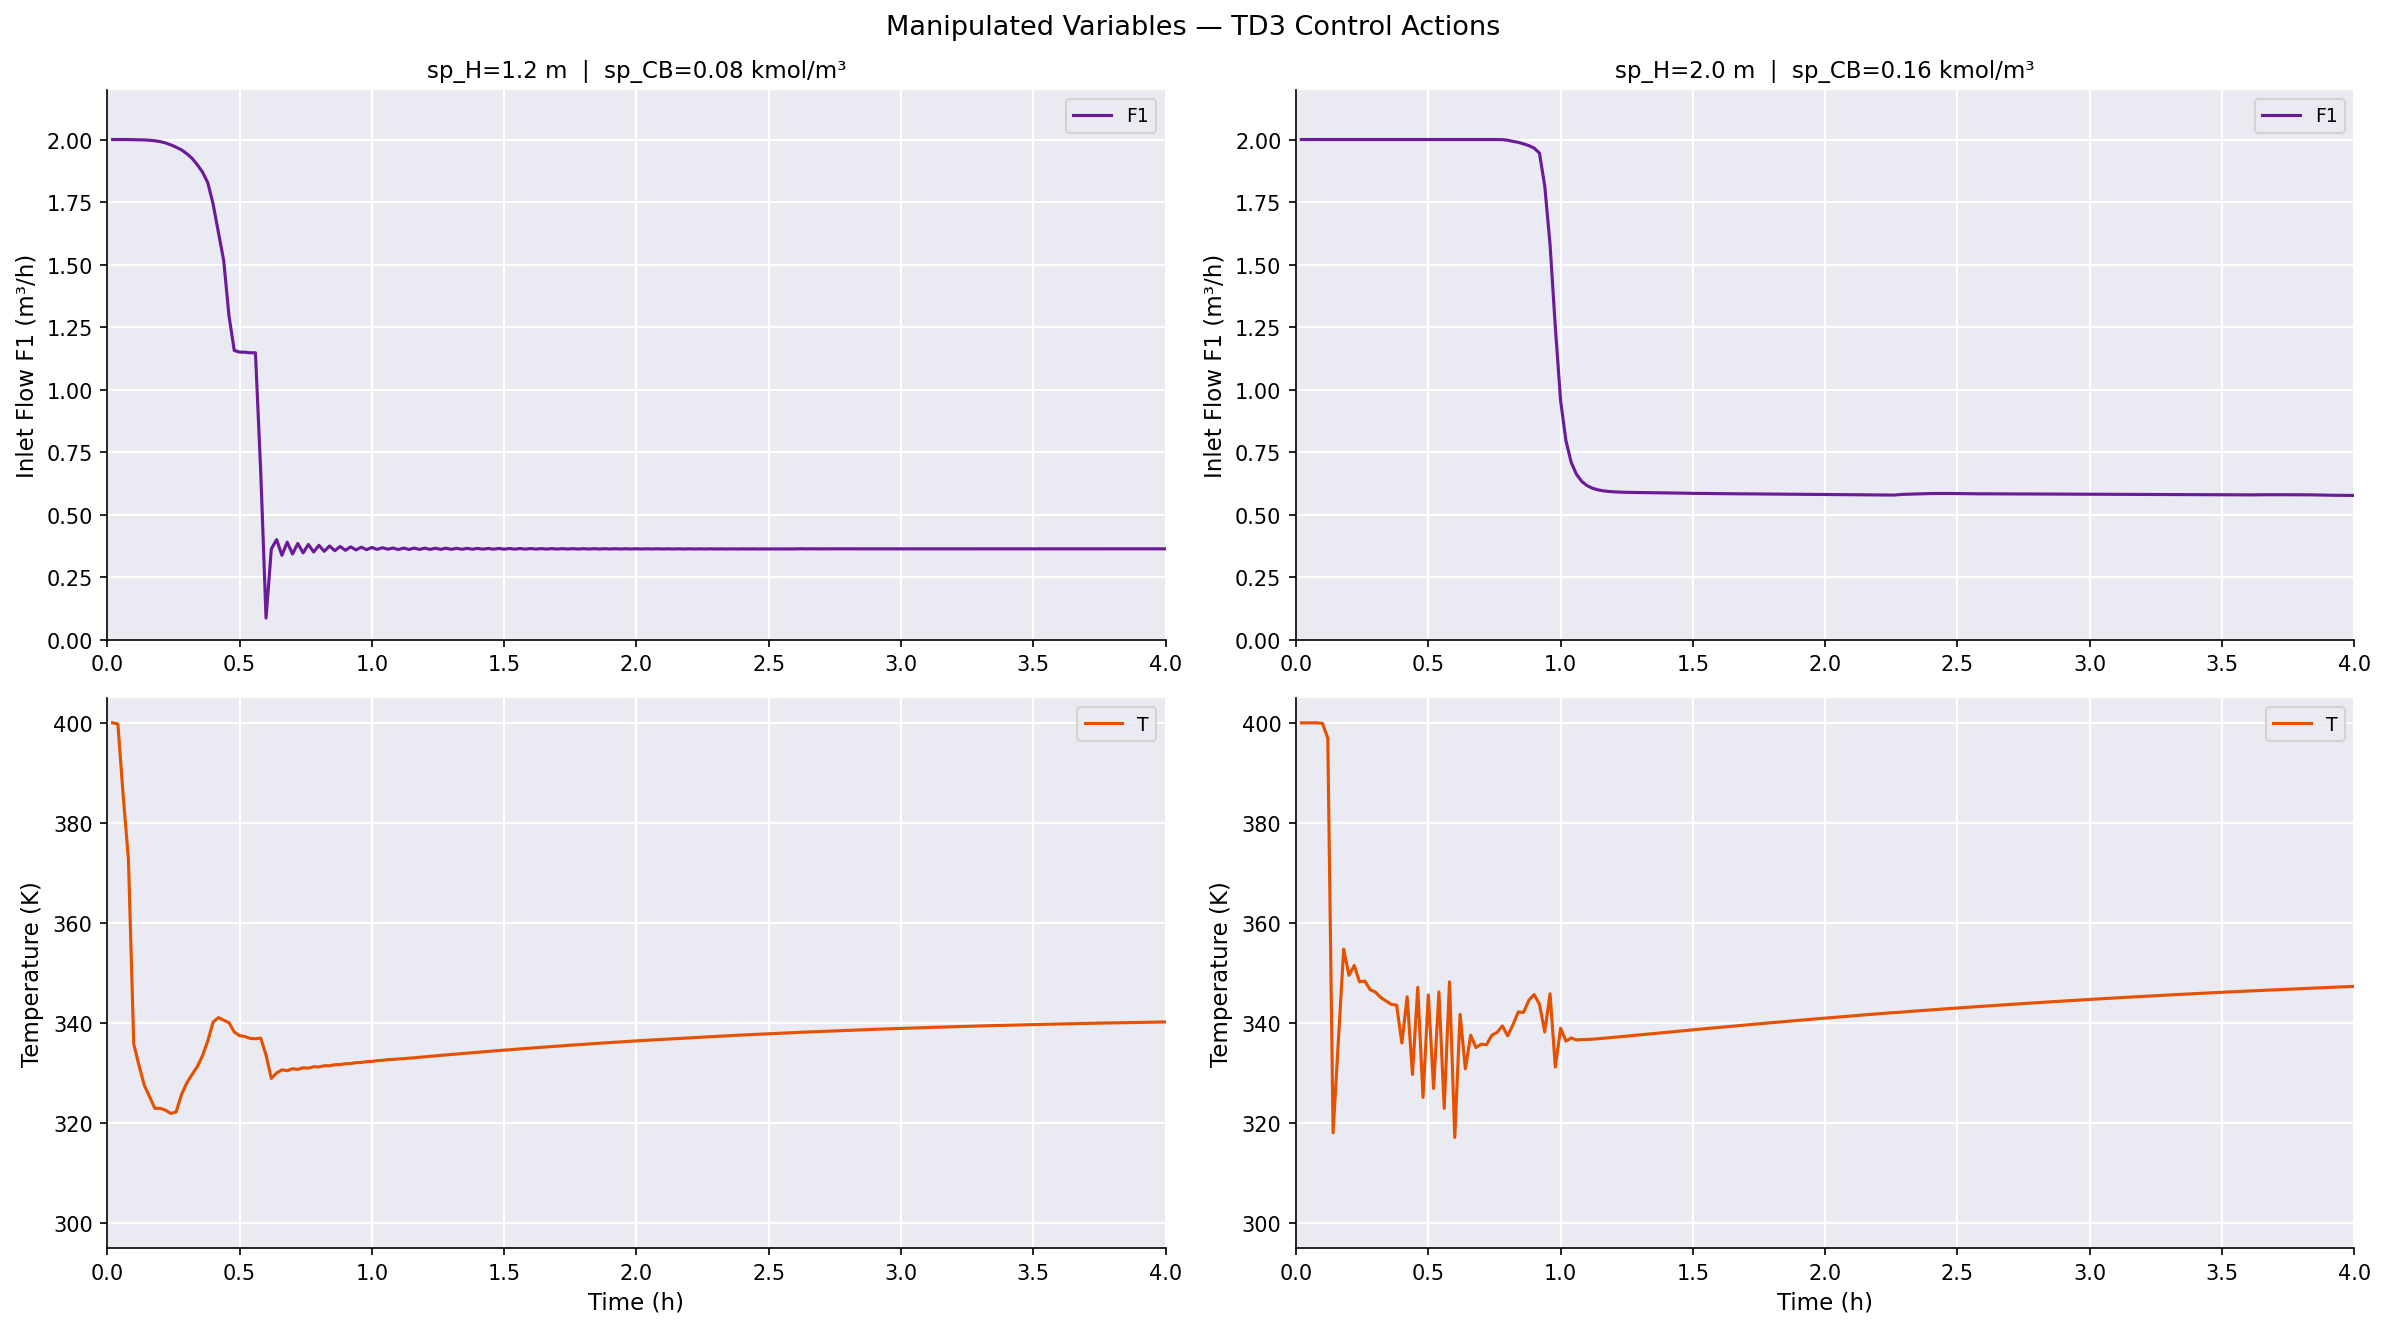 Manipulated Variables — TD3 Control Actions
sp_H=1.2 m | sp_CB=0.08 kmol/m³
Inlet Flow F1 (m³/h)
2.00
1.75
1.50
1.25
1.00
0.75
0.50
0.25
0.00
F1
0.0 0.5 1.0 1.5 2.0 2.5 3.0 3.5 4.0
sp_H=2.0 m | sp_CB=0.16 kmol/m³
Inlet Flow F1 (m³/h)
2.00
1.75
1.50
1.25
1.00
0.75
0.50
0.25
0.00
F1
0.0 0.5 1.0 1.5 2.0 2.5 3.0 3.5 4.0
Temperature (K)
400
380
360
340
320
300
T
0.0 0.5 1.0 1.5 2.0 2.5 3.0 3.5 4.0
Time (h)
Temperature (K)
400
380
360
340
320
300
T
0.0 0.5 1.0 1.5 2.0 2.5 3.0 3.5 4.0
Time (h)